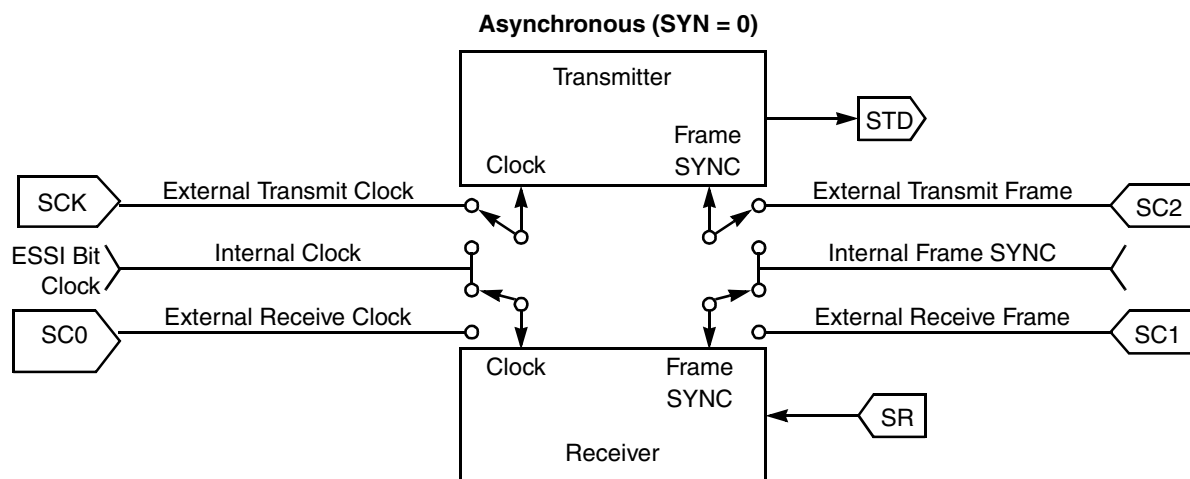 Asynchronous (SYN = 0)
Transmitter
STD
Frame
SYNC
Clock
SCK
External Transmit Clock
External Transmit Frame
SC2
ESSI Bit
Clock
Internal Clock
Internal Frame SYNC
SC0
External Receive Clock
External Receive Frame
SC1
Clock
Frame
SYNC
SR
Receiver